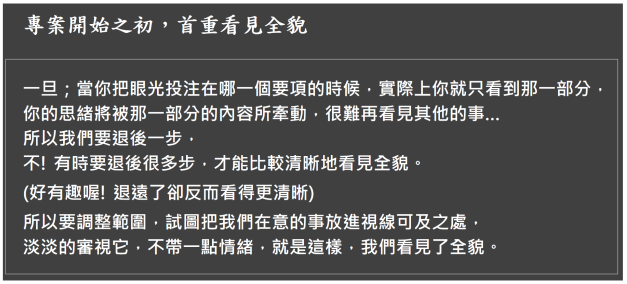 專案開始之初，首重看見全貌
一旦；當你把眼光投注在哪一個要項的時候，實際上你就只看到那一部分，
你的思緒將被那一部分的內容所牽動，很難再看見其他的事...
所以我們要退後一步，
不! 有時要退後很多步，才能比較清晰地看見全貌。
(好有趣喔! 退遠了卻反而看得更清晰)
所以要調整範圍，試圖把我們在意的事放進視線可及之處，
淡淡的審視它，不帶一點情緒，就是這樣，我們看見了全貌。